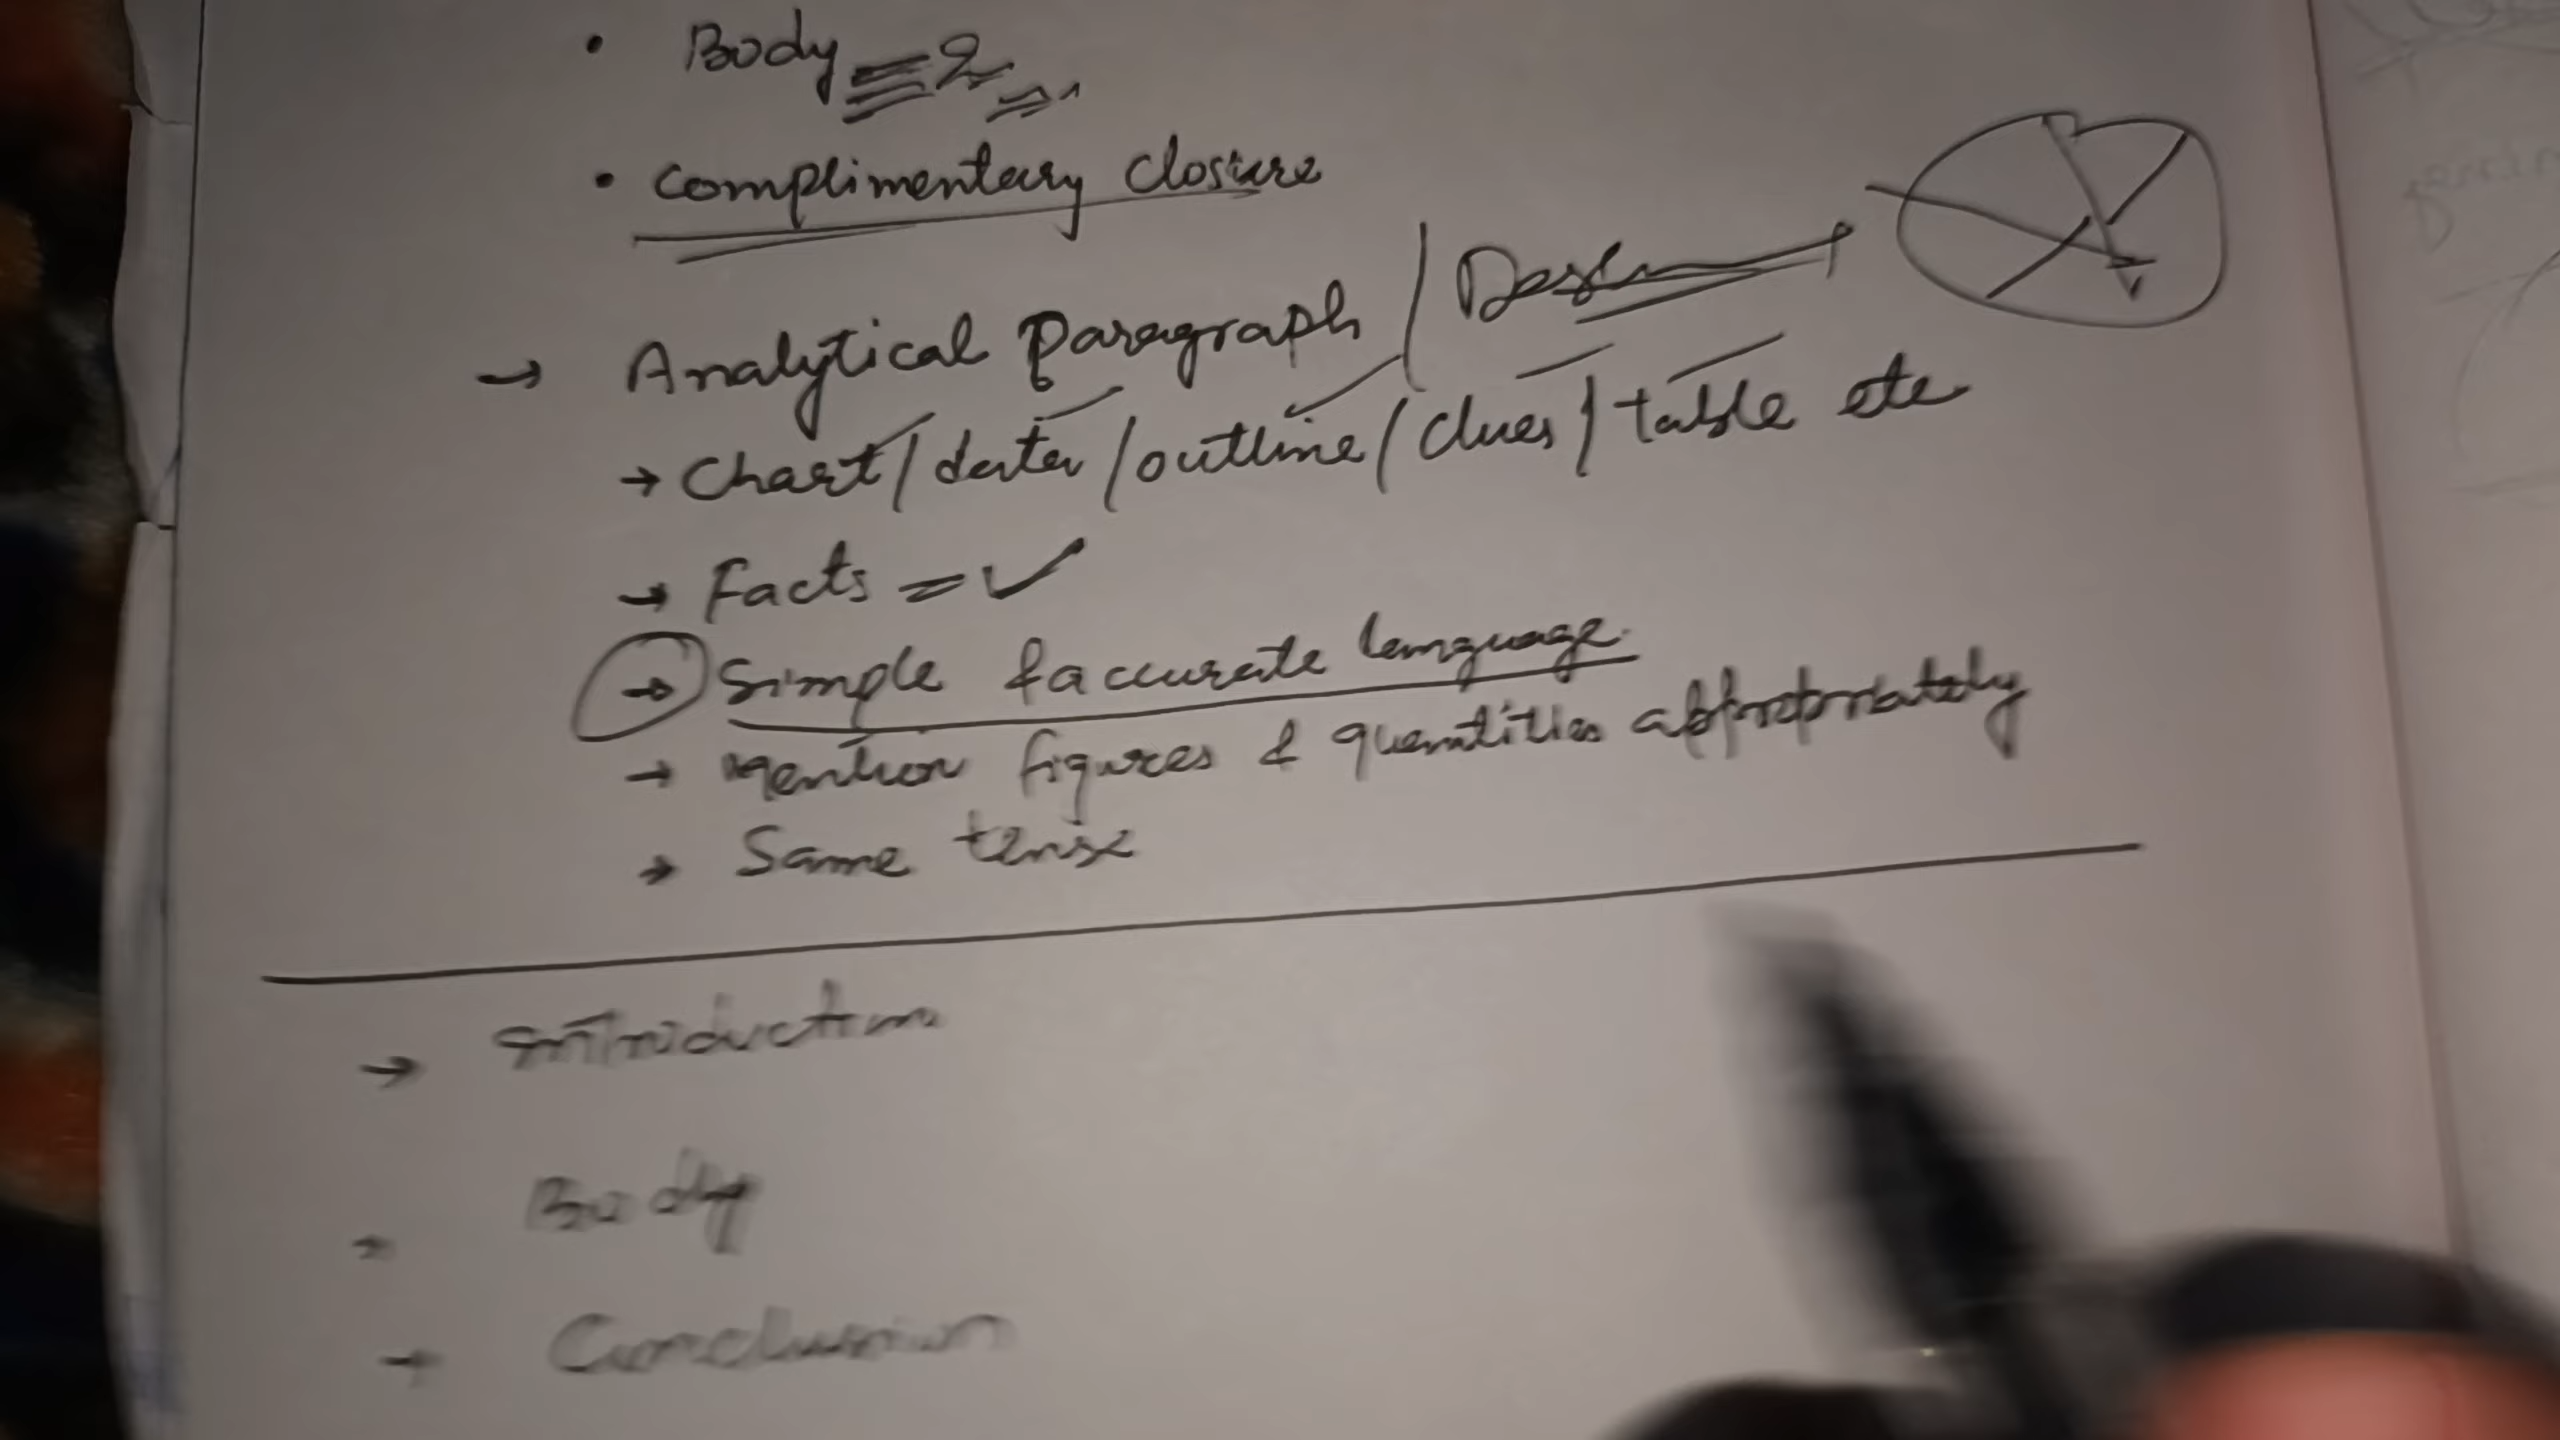 • Body = 2
• Complimentary Closure
→ Analytical Paragraph /
→ Chart / data / outline / Clues / table etc
→ Facts = ✓
→ Simple & accurate language.
→ Mention figures & quantities appropriately
→ Same tense
→ Introduction
→ Body
→ Conclusion